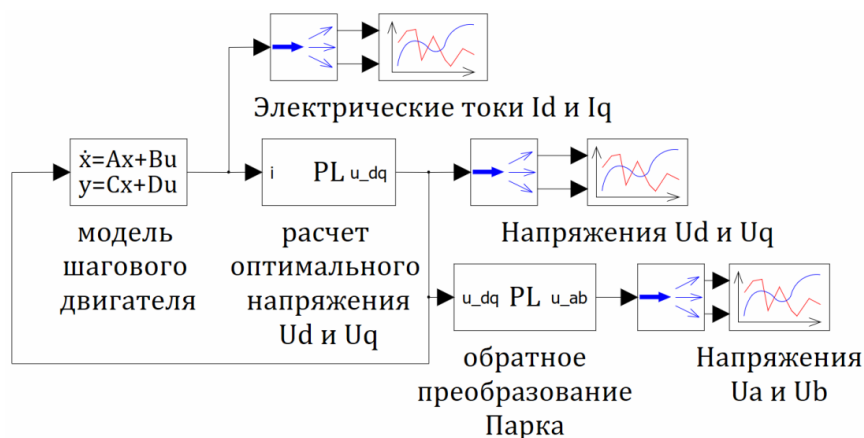 Электрические токи Id и Iq
ẋ=Ax+Bu
y=Cx+Du
i PL u_dq
модель
шагового
двигателя
расчет
оптимального
напряжения
Ud и Uq
Напряжения Ud и Uq
u_dq PL u_ab
обратное
преобразование
Парка
Напряжения
Ua и Ub